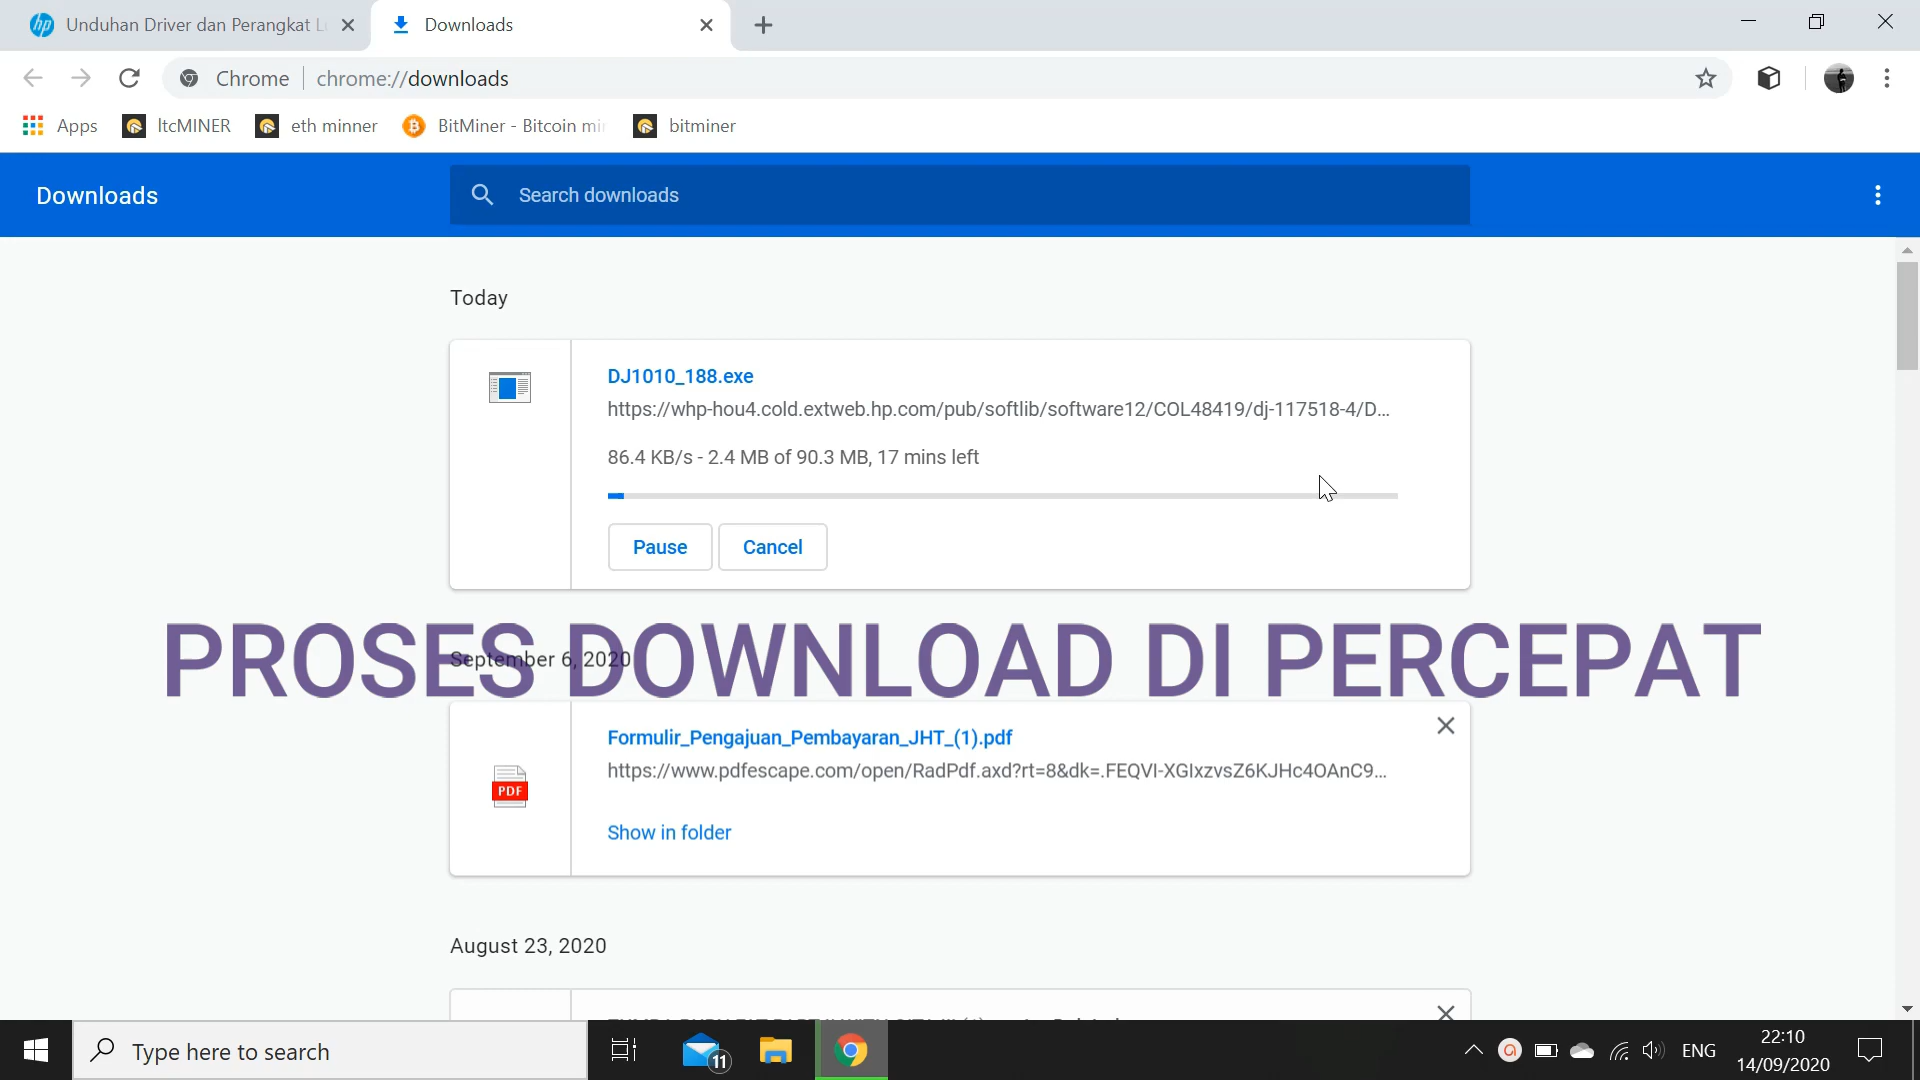 Unduhan Driver dan Perangkat L
Downloads
Chrome
chrome://downloads
Apps
ltcMINER
eth minner
BitMiner - Bitcoin mi
bitminer
Downloads
Search downloads
Today
DJ1010_188.exe
https://whp-hou4.cold.extweb.hp.com/pub/softlib/software12/COL48419/dj-117518-4/D...
86.4 KB/s - 2.4 MB of 90.3 MB, 17 mins left
Pause
Cancel
PROSES DOWNLOAD DI PERCEPAT
September 6, 2020
Formulir_Pengajuan_Pembayaran_JHT_(1).pdf
https://www.pdfescape.com/open/RadPdf.axd?rt=8&dk=.FEQVI-XGIxzvsZ6KJHc4OAnC9...
PDF
Show in folder
August 23, 2020
Type here to search
11
ENG
22:10
14/09/2020